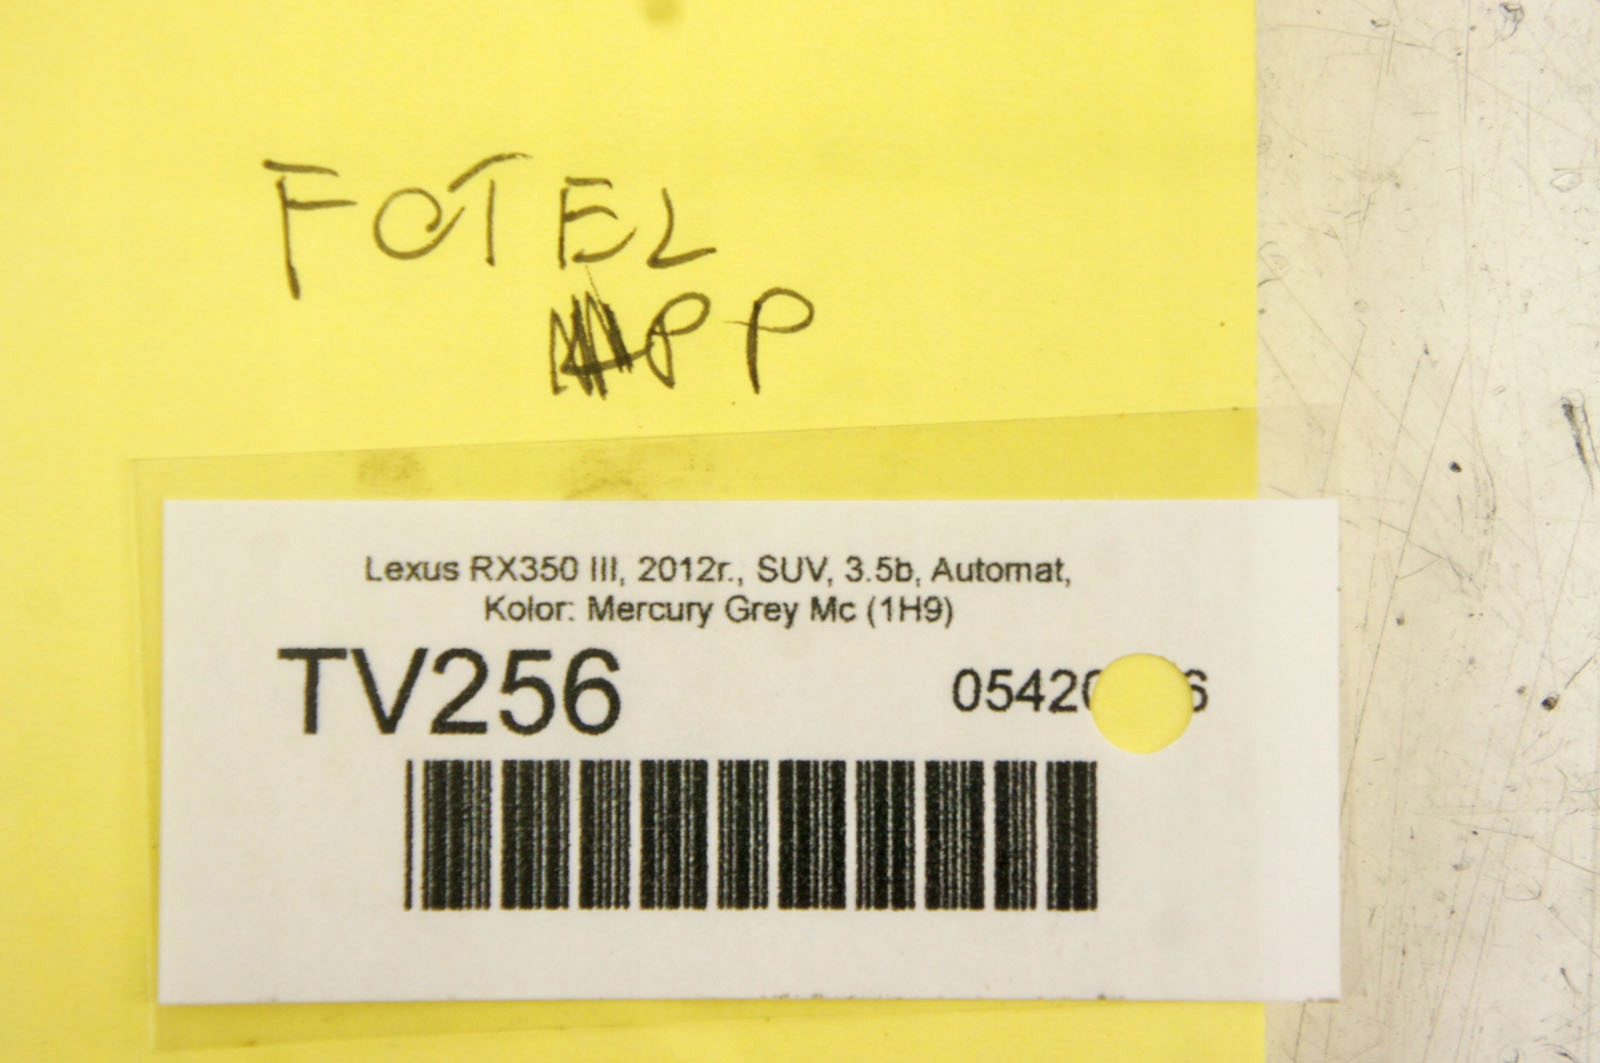 FOTEL
PP
Lexus RX350 III, 2012r., SUV, 3.5b, Automat,
Kolor: Mercury Grey Mc (1H9)
TV256